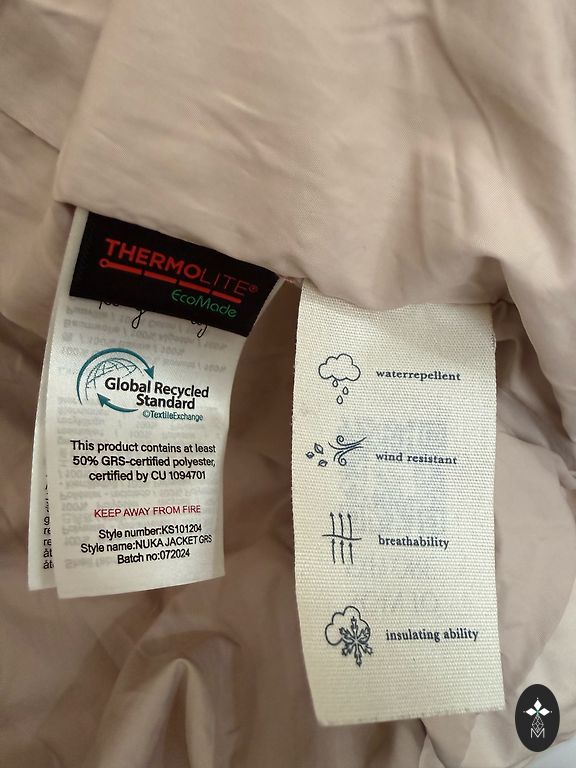 THERMOLITE®
EcoMade
Global Recycled
Standard
©TextileExchange
This product contains at least
50% GRS-certified polyester,
certified by CU 1094701
KEEP AWAY FROM FIRE
Style number:KS101204
Style name:NUKA JACKET GRS
Batch no:072024
waterrepellent
wind resistant
breathability
insulating ability
M